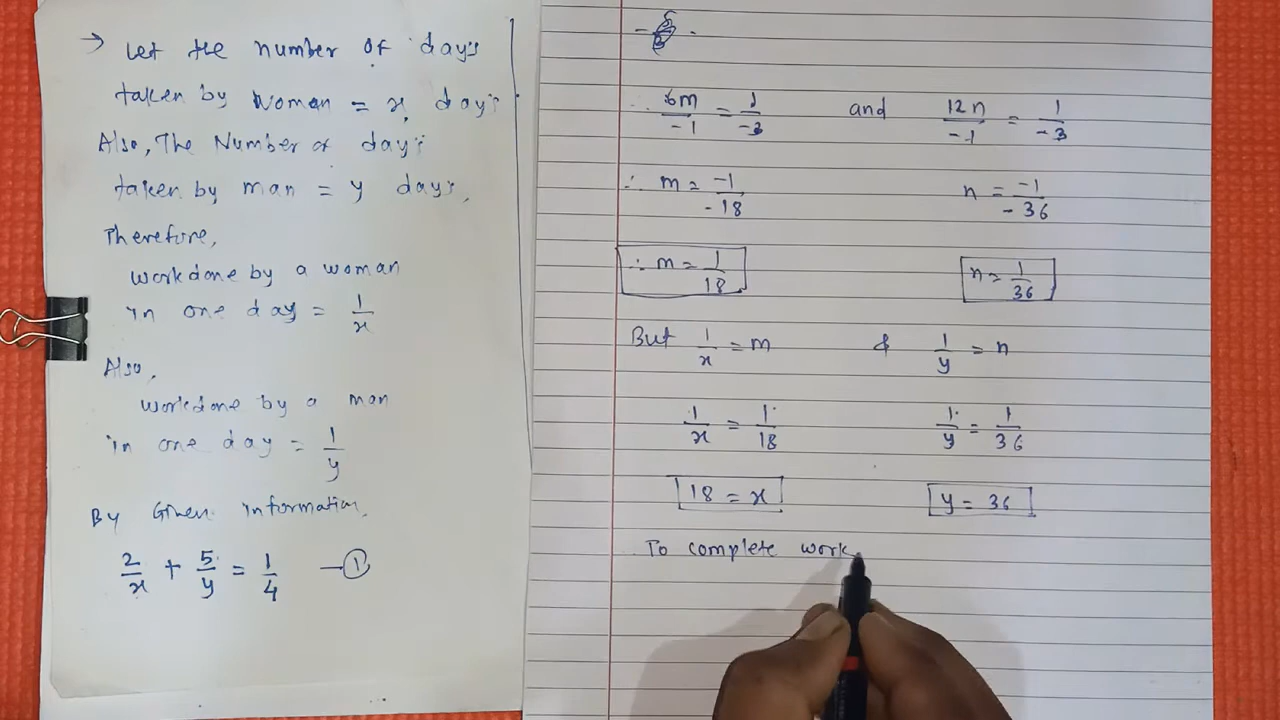 → Let the number of days
taken by woman = x days
Also, The Number of days
taken by man = y days,
Therefore,
workdone by a woman
in one day = 1/x
Also,
workdone by a man
in one day = 1/y
By Given information,
2/x + 5/y = 1/4 —①
∴ 6m/-1 = 1/-3 and 12n/-1 = 1/-3
∴ m = -1/-18 n = -1/-36
∴ m = 1/18 n = 1/36
But 1/x = m & 1/y = n
1/x = 1/18 1/y = 1/36
18 = x y = 36
To complete work